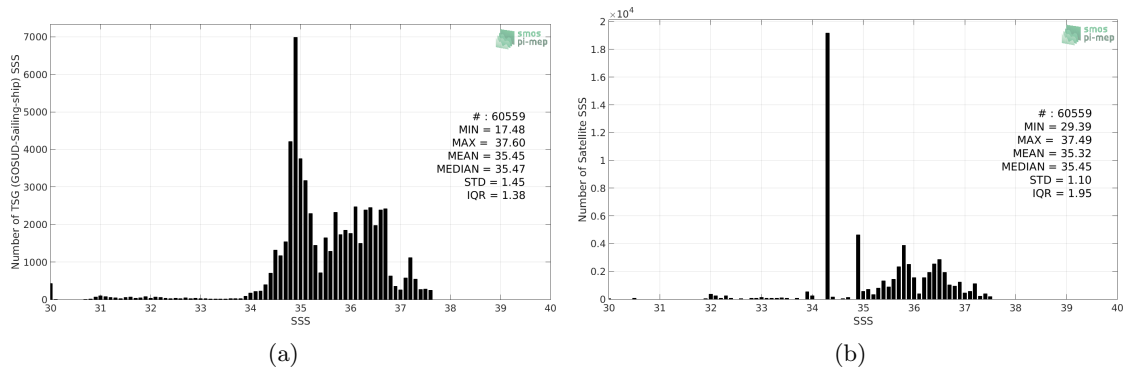 7000
6000
5000
4000
3000
2000
1000
0
Number of TSG (GOSUD-Sailing-ship) SSS
smos
pi-mep
# : 60559
MIN = 17.48
MAX = 37.60
MEAN = 35.45
MEDIAN = 35.47
STD = 1.45
IQR = 1.38
30 31 32 33 34 35 36 37 38 39 40
SSS
(a)
×10⁴
2
1.8
1.6
1.4
1.2
1
0.8
0.6
0.4
0.2
0
Number of Satellite SSS
smos
pi-mep
# : 60559
MIN = 29.39
MAX = 37.49
MEAN = 35.32
MEDIAN = 35.45
STD = 1.10
IQR = 1.95
30 31 32 33 34 35 36 37 38 39 40
SSS
(b)